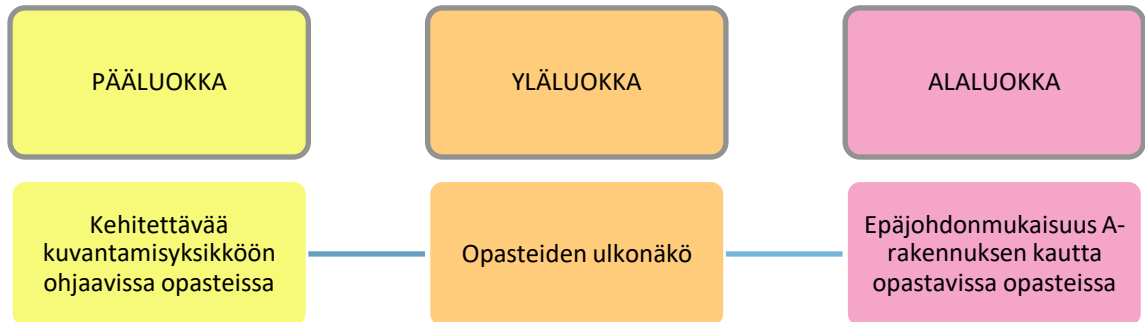 PÄÄLUOKKA
YLÄLUOKKA
ALALUOKKA
Kehitettävää
kuvantamisyksikköön
ohjaavissa opasteissa
Opasteiden ulkonäkö
Epäjohdonmukaisuus A-
rakennuksen kautta
opastavissa opasteissa